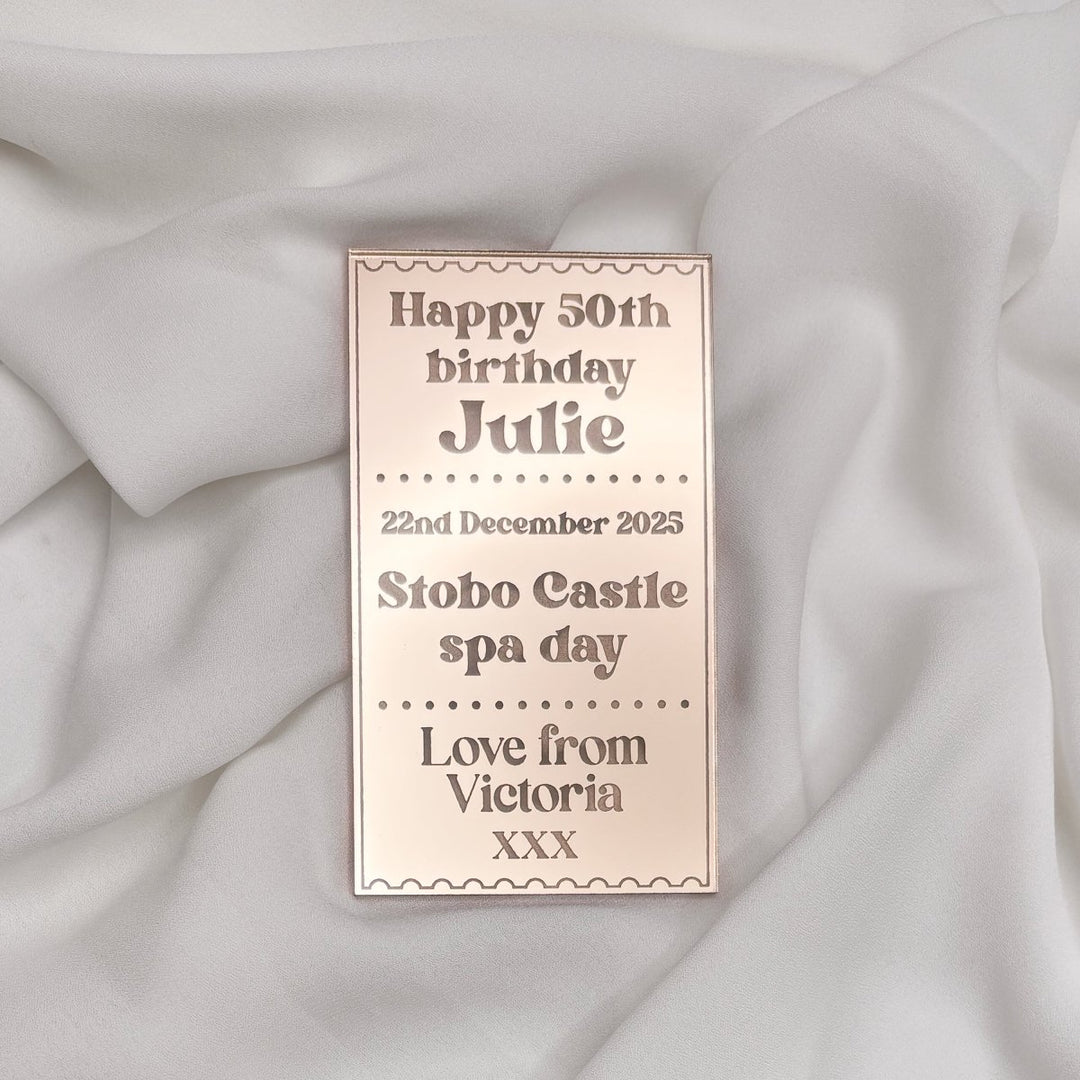 Happy 50th
birthday
Julie
22nd December 2025
Stobo Castle
spa day
Love from
Victoria
XXX